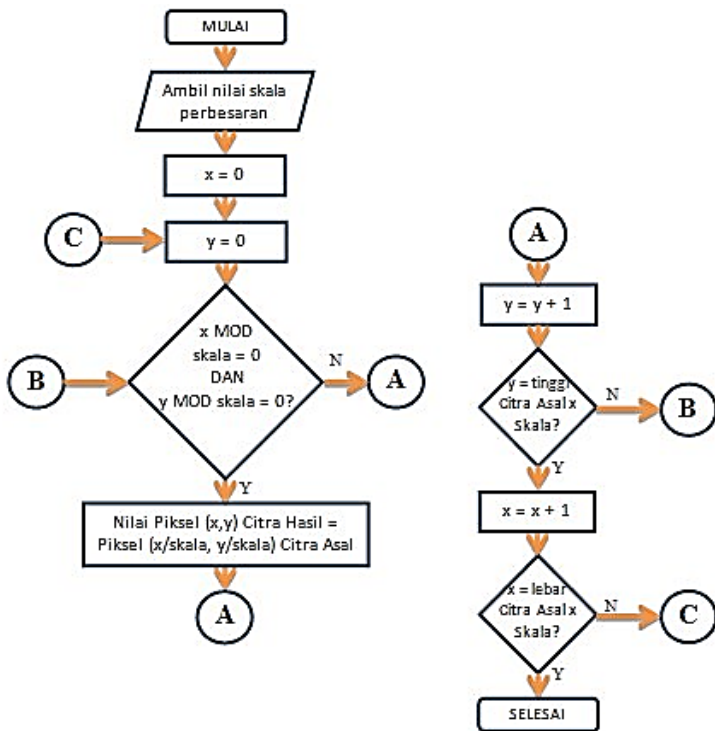 MULAI
Ambil nilai skala
perbesaran
x = 0
C
y = 0
x MOD
skala = 0
DAN
y MOD skala = 0?
B
N
A
Y
Nilai Piksel (x,y) Citra Hasil =
Piksel (x/skala, y/skala) Citra Asal
A
A
y = y + 1
y = tinggi
Citra Asal x
Skala?
N
B
Y
x = x + 1
x = lebar
Citra Asal x
Skala?
N
C
Y
SELESAI